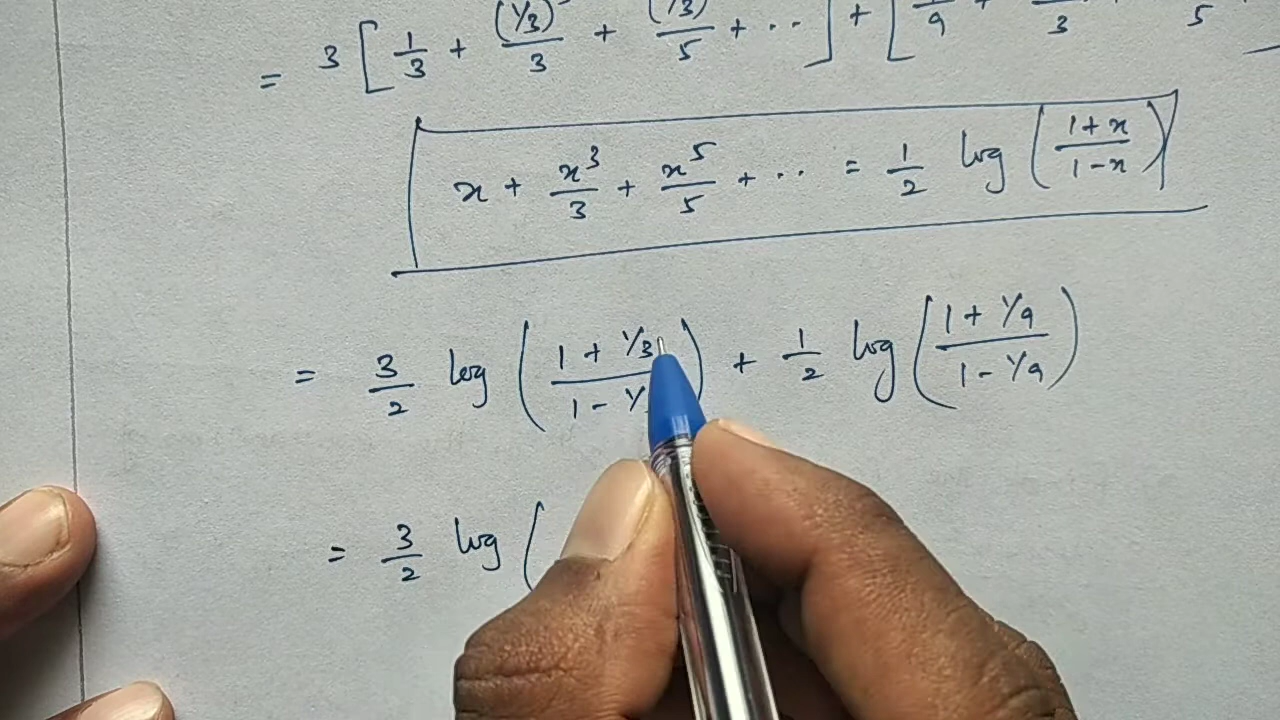 = 3 [ 1/3 + (1/3)/3 + (1/3)/5 + ·· ] + [ 1/9 + /3 + 5
x + x³/3 + x⁵/5 + ·· = 1/2 log ( (1+x)/(1-x) )
= 3/2 log ( (1 + 1/3)/(1 - 1/ ) ) + 1/2 log ( (1 + 1/9)/(1 - 1/9) )
= 3/2 log (